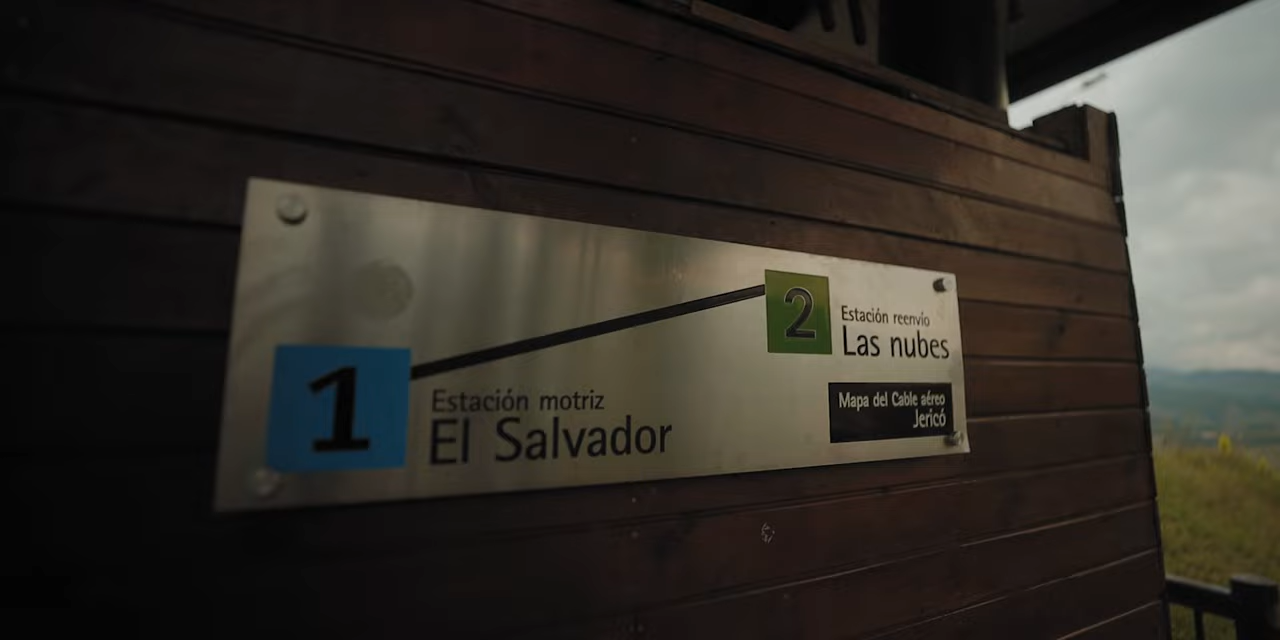 1
Estación motriz
El Salvador
2
Estación reenvío
Las nubes
Mapa del Cable aéreo
Jericó